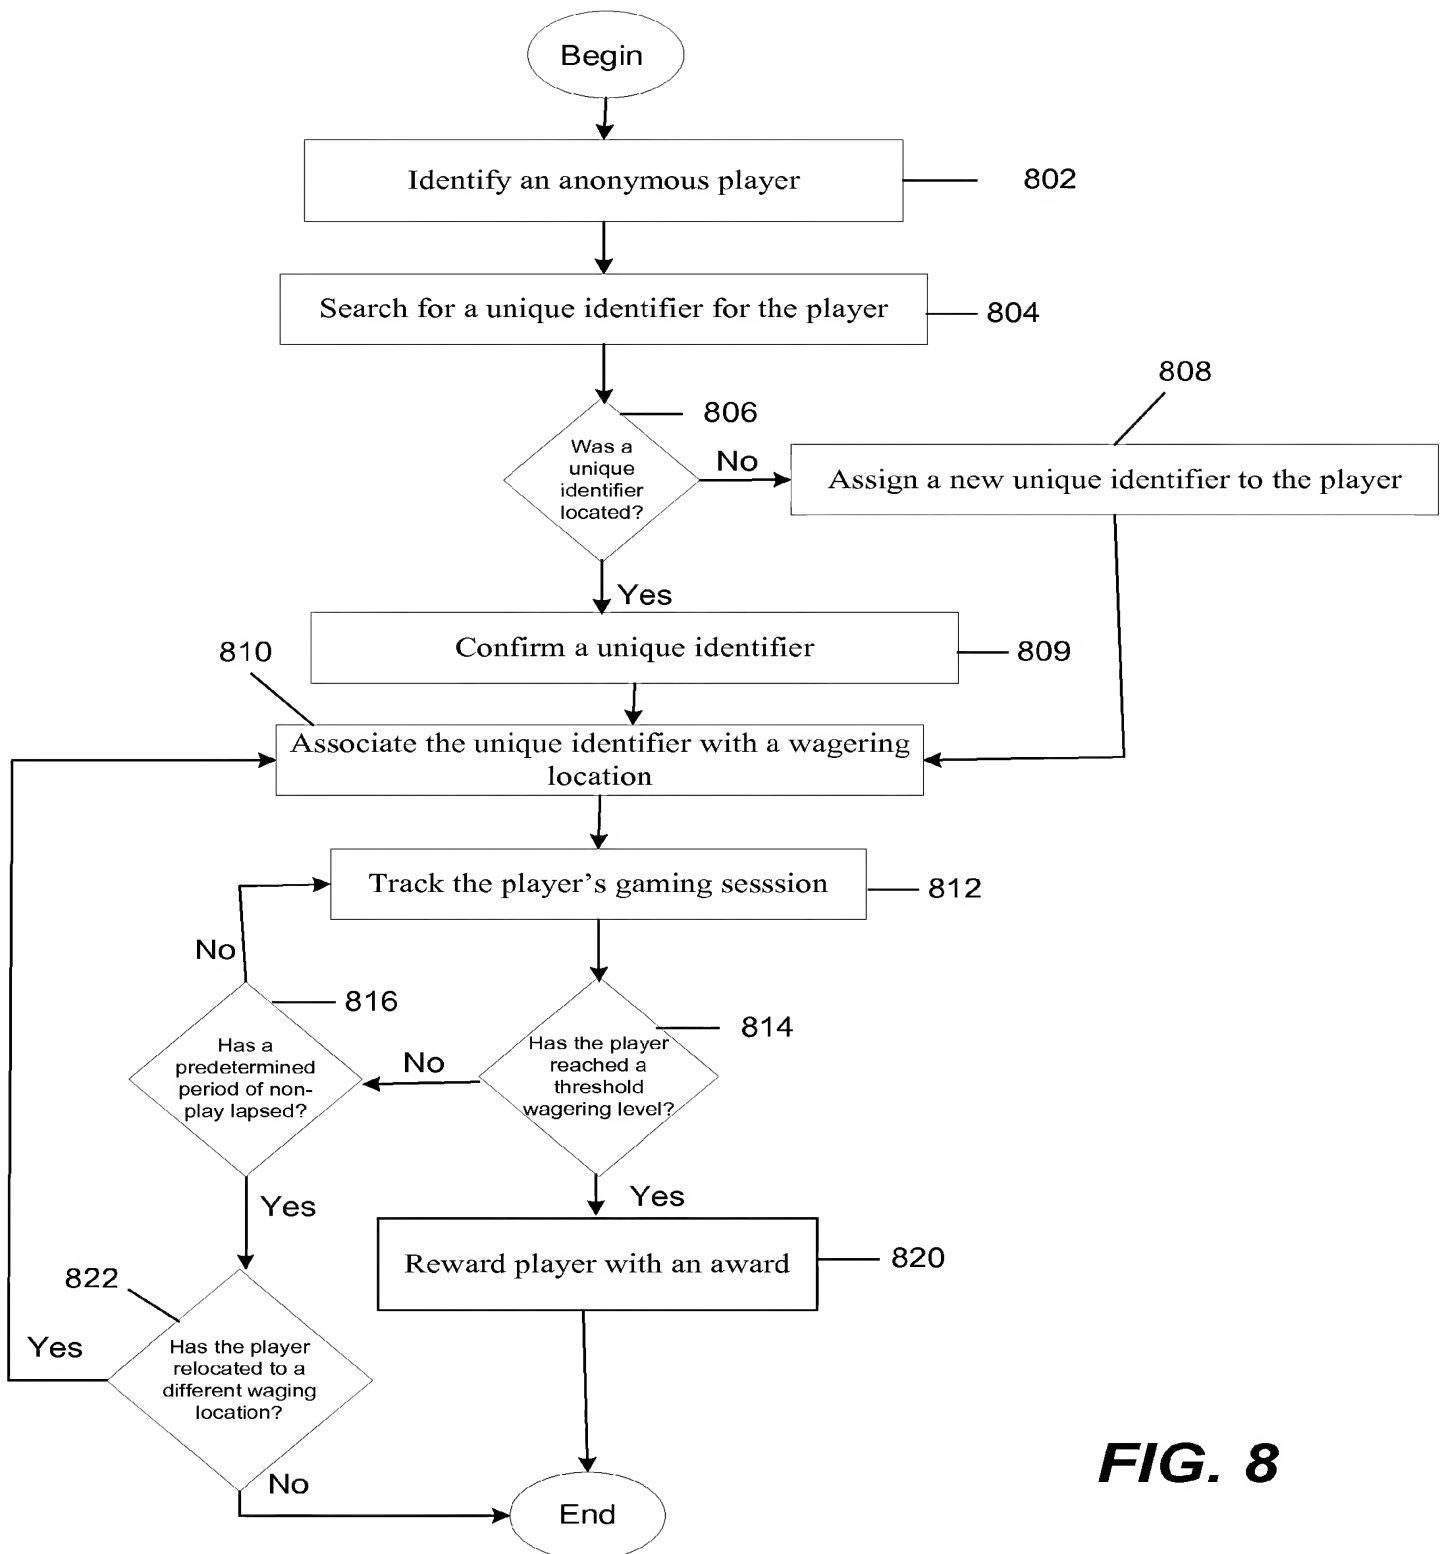 Begin
Identify an anonymous player
802
Search for a unique identifier for the player
804
808
806
Was a
unique
identifier
located?
No
Assign a new unique identifier to the player
Yes
810
Confirm a unique identifier
809
Associate the unique identifier with a wagering
location
Track the player's gaming sesssion
812
No
816
814
Has a
predetermined
period of non-
play lapsed?
No
Has the player
reached a
threshold
wagering level?
Yes
Yes
Reward player with an award
820
822
Yes
Has the player
relocated to a
different waging
location?
No
End
FIG. 8